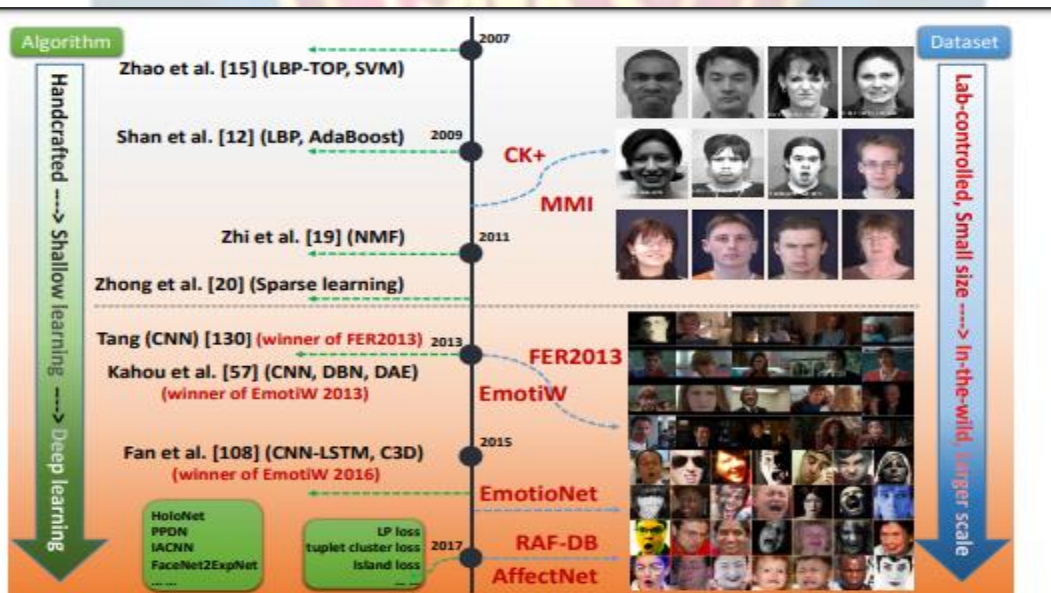 Algorithm
Dataset
2007
Zhao et al. [15] (LBP-TOP, SVM)
Shan et al. [12] (LBP, AdaBoost)
2009
CK+
MMI
Zhi et al. [19] (NMF)
2011
Zhong et al. [20] (Sparse learning)
Tang (CNN) [130] (winner of FER2013)
2013
FER2013
Kahou et al. [57] (CNN, DBN, DAE)
(winner of EmotiW 2013)
EmotiW
2015
Fan et al. [108] (CNN-LSTM, C3D)
(winner of EmotiW 2016)
EmotioNet
HoloNet
PPDN
IACNN
FaceNet2ExpNet
... ...
LP loss
tuplet cluster loss
Island loss
... ...
2017
RAF-DB
AffectNet
Handcrafted ----> Shallow learning ----> Deep learning
Lab-controlled, Small size ----> In-the-wild, Larger scale